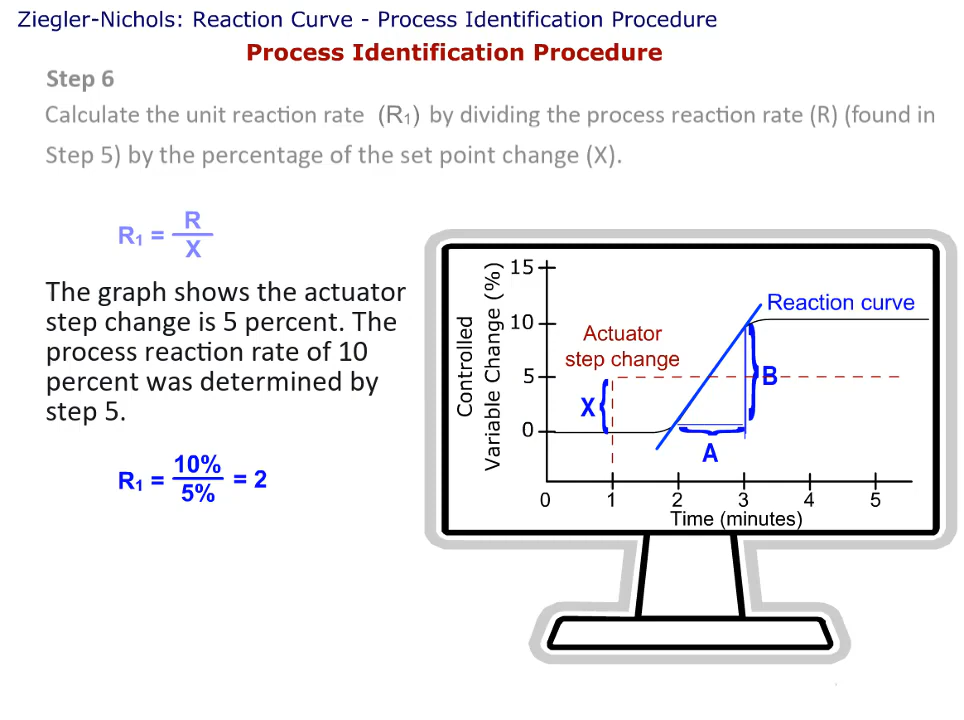 Ziegler-Nichols: Reaction Curve - Process Identification Procedure
Process Identification Procedure
Step 6
Calculate the unit reaction rate (R₁) by dividing the process reaction rate (R) (found in
Step 5) by the percentage of the set point change (X).
R₁ = R
X
The graph shows the actuator
step change is 5 percent. The
process reaction rate of 10
percent was determined by
step 5.
R₁ = 10% = 2
5%
Controlled
Variable Change (%)
15
10
5
0
Reaction curve
Actuator
step change
X
B
A
0 1 2 3 4 5
Time (minutes)